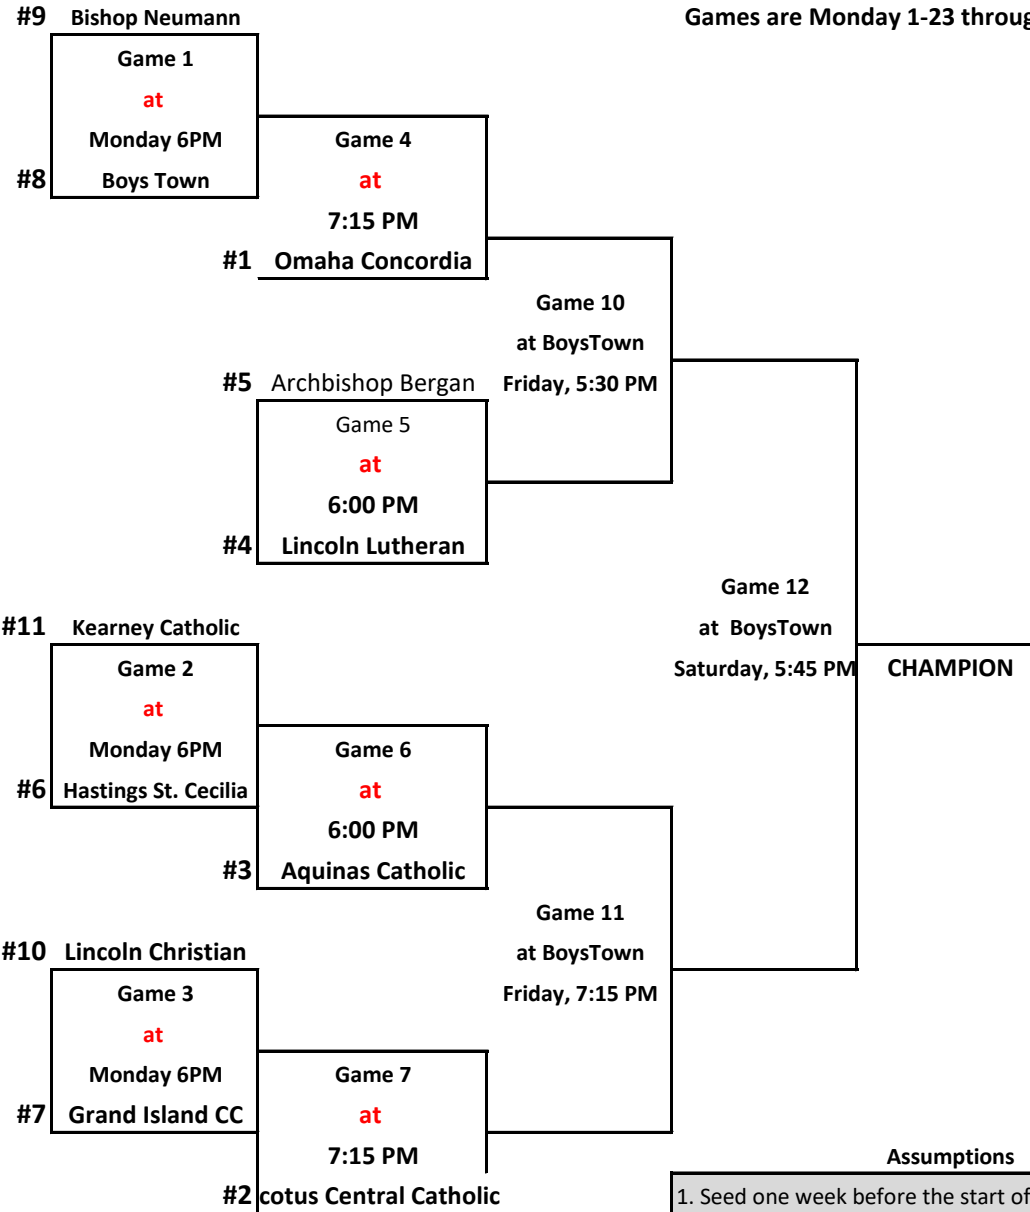 #9 Bishop Neumann
Games are Monday 1-23 throug
Game 1
at
Monday 6PM
#8 Boys Town
Game 4
at
7:15 PM
#1 Omaha Concordia
Game 10
at BoysTown
Friday, 5:30 PM
#5 Archbishop Bergan
Game 5
at
6:00 PM
#4 Lincoln Lutheran
Game 12
at BoysTown
Saturday, 5:45 PM
CHAMPION
#11 Kearney Catholic
Game 2
at
Monday 6PM
#6 Hastings St. Cecilia
Game 6
at
6:00 PM
#3 Aquinas Catholic
Game 11
at BoysTown
Friday, 7:15 PM
#10 Lincoln Christian
Game 3
at
Monday 6PM
#7 Grand Island CC
Game 7
at
7:15 PM
#2 cotus Central Catholic
Assumptions
1. Seed one week before the start of